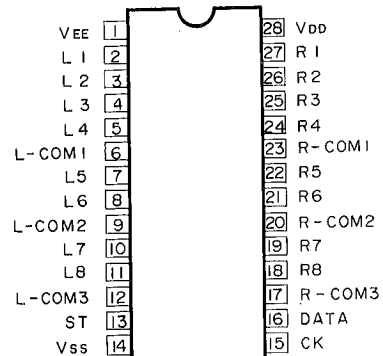 VEE 1 28 VDD
L1 2 27 R1
L2 3 26 R2
L3 4 25 R3
L4 5 24 R4
L-COM1 6 23 R-COM1
L5 7 22 R5
L6 8 21 R6
L-COM2 9 20 R-COM2
L7 10 19 R7
L8 11 18 R8
L-COM3 12 17 R-COM3
ST 13 16 DATA
VSS 14 15 CK